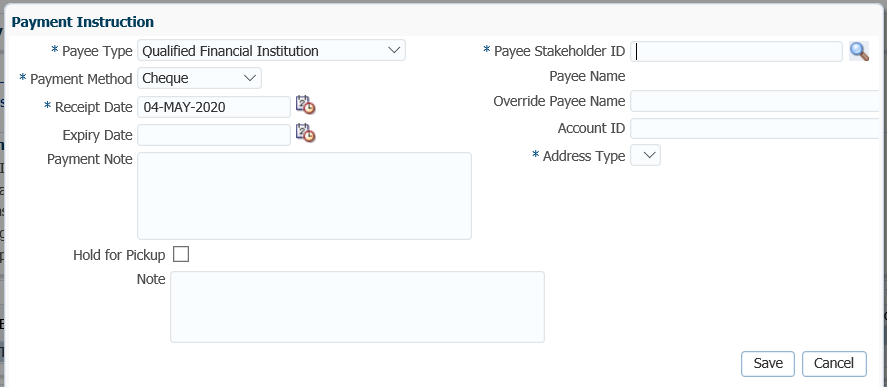 Payment Instruction
* Payee Type Qualified Financial Institution
* Payment Method Cheque
* Receipt Date 04-MAY-2020
Expiry Date
Payment Note
Hold for Pickup
Note
* Payee Stakeholder ID
Payee Name
Override Payee Name
Account ID
* Address Type
Save Cancel